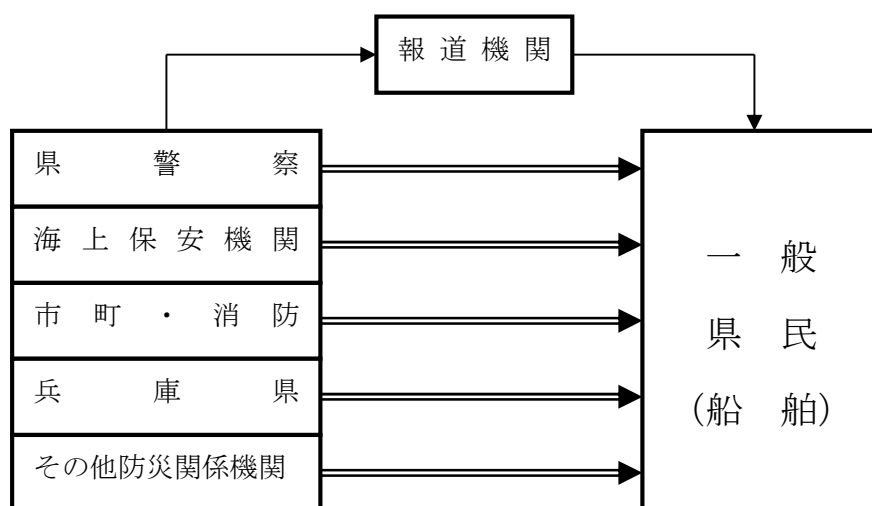 報道機関
県警察
海上保安機関
市町・消防
兵庫県
その他防災関係機関
一般
県民
（船舶）